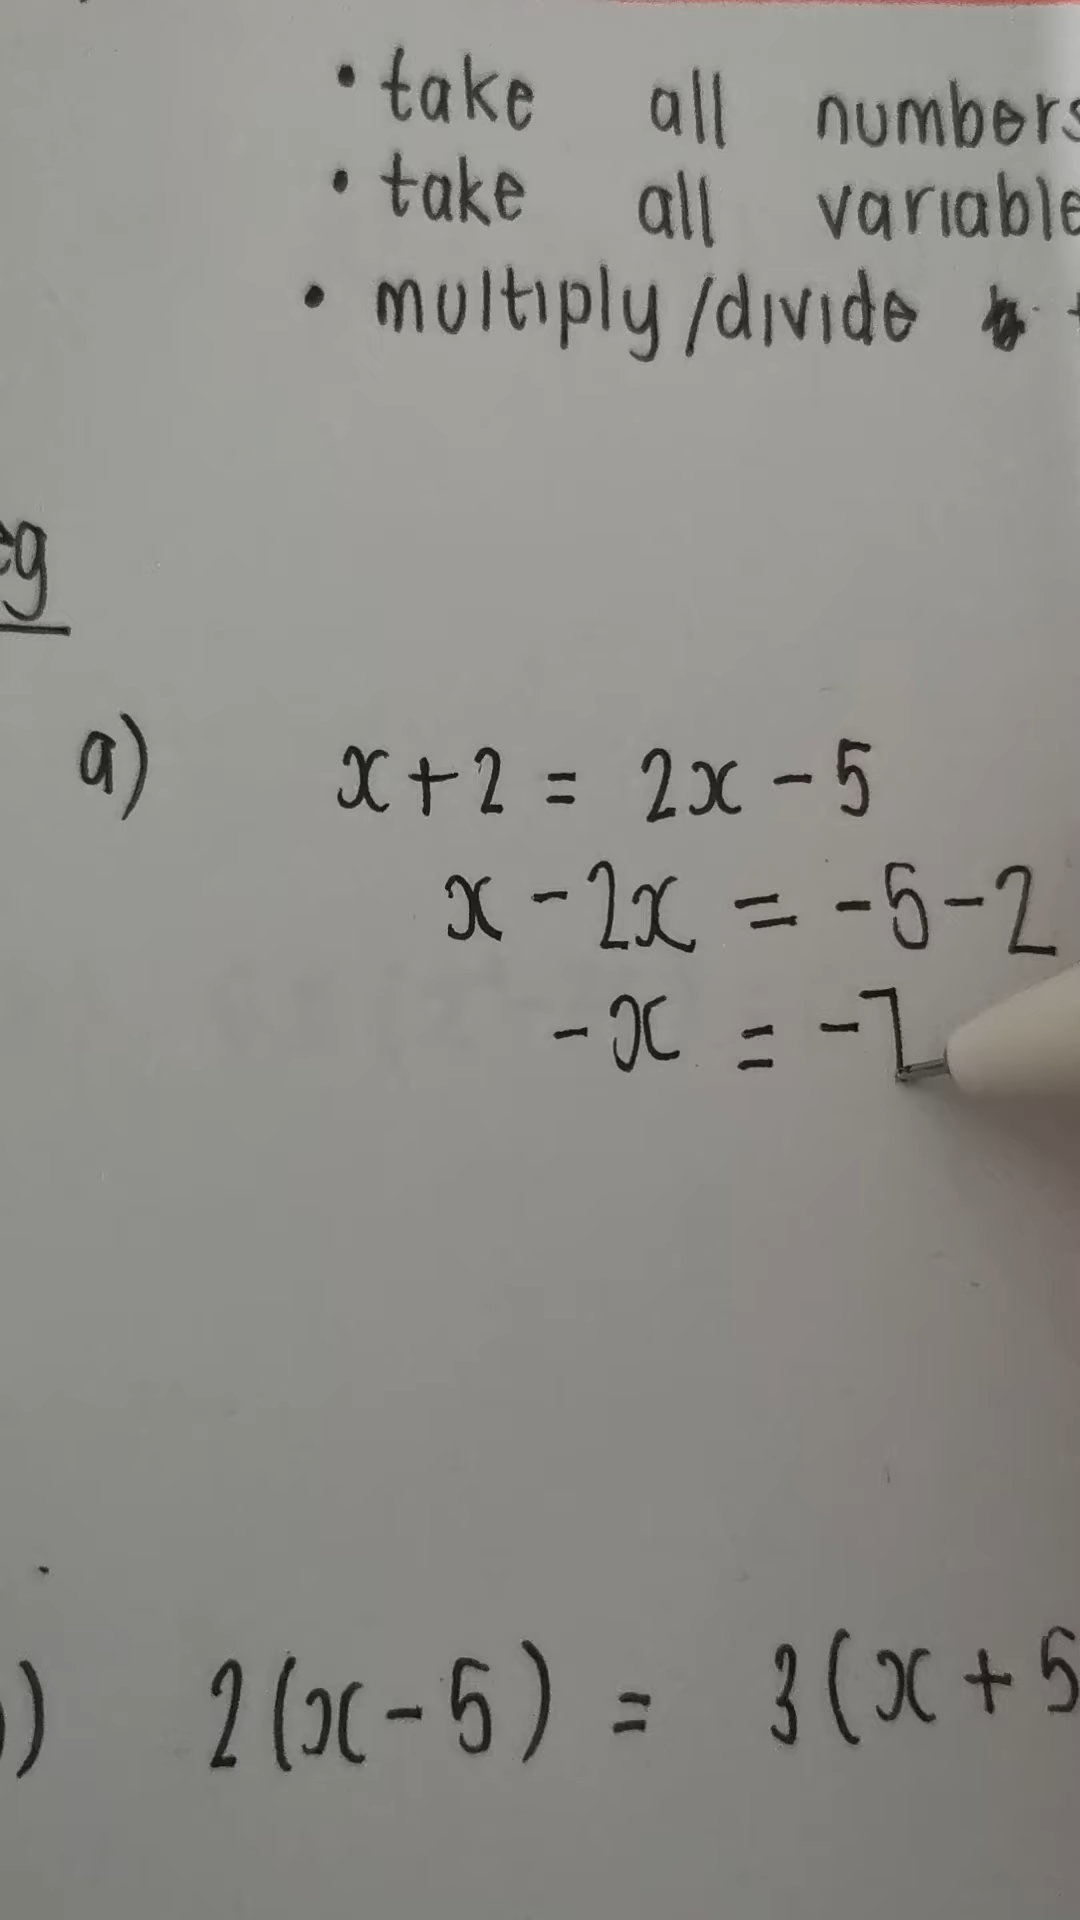 • take all numbers
• take all variable
• multiply/divide
eg
a) x + 2 = 2x - 5
x - 2x = -5 - 2
-x = -7
) 2(x - 5) = 3(x + 5